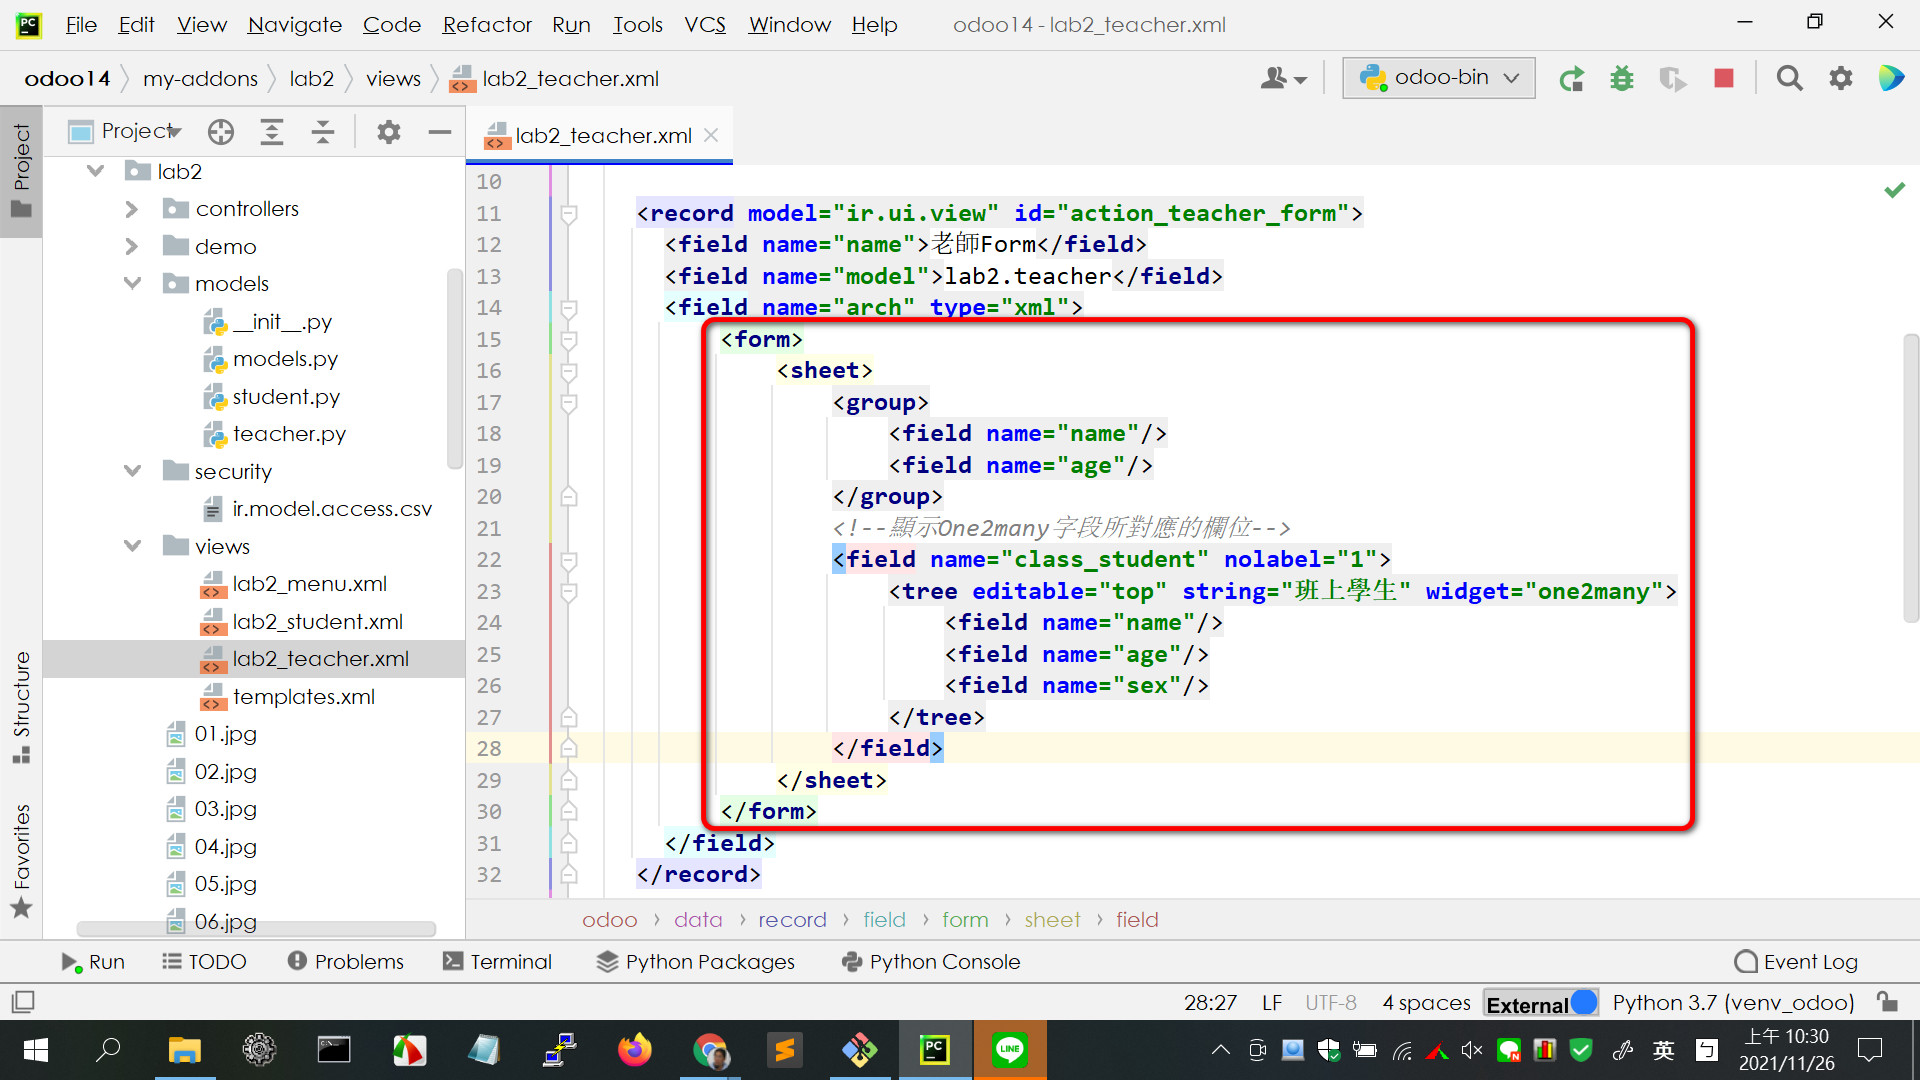 PC File Edit View Navigate Code Refactor Run Tools VCS Window Help odoo14 - lab2_teacher.xml
odoo14 my-addons lab2 views lab2_teacher.xml odoo-bin
Project lab2_teacher.xml
Project
lab2
controllers
demo
models
__init__.py
models.py
student.py
teacher.py
security
ir.model.access.csv
views
lab2_menu.xml
lab2_student.xml
lab2_teacher.xml
templates.xml
01.jpg
02.jpg
03.jpg
04.jpg
05.jpg
06.jpg
Structure
Favorites
10
11 <record model="ir.ui.view" id="action_teacher_form">
12 <field name="name">老師Form</field>
13 <field name="model">lab2.teacher</field>
14 <field name="arch" type="xml">
15 <form>
16 <sheet>
17 <group>
18 <field name="name"/>
19 <field name="age"/>
20 </group>
21 <!--顯示One2many字段所對應的欄位-->
22 <field name="class_student" nolabel="1">
23 <tree editable="top" string="班上學生" widget="one2many">
24 <field name="name"/>
25 <field name="age"/>
26 <field name="sex"/>
27 </tree>
28 </field>
29 </sheet>
30 </form>
31 </field>
32 </record>
odoo › data › record › field › form › sheet › field
Run TODO Problems Terminal Python Packages Python Console Event Log
28:27 LF UTF-8 4 spaces External Python 3.7 (venv_odoo)
PC LINE 英 ㄅ 上午 10:30
2021/11/26